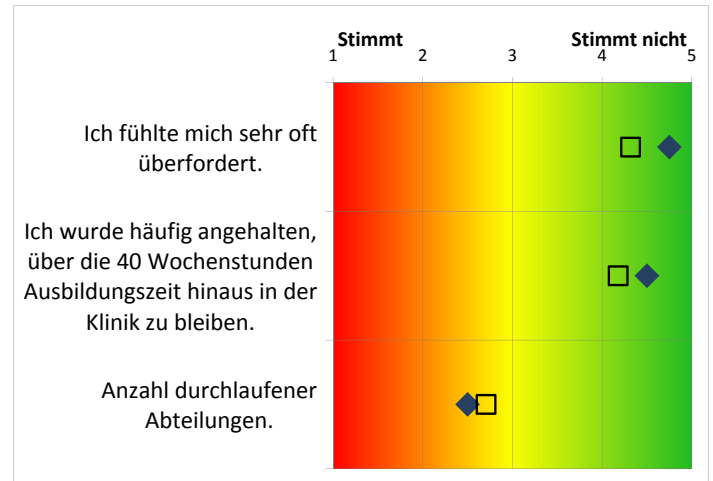 Stimmt Stimmt nicht
1 2 3 4 5
Ich fühlte mich sehr oft
überfordert.
Ich wurde häufig angehalten,
über die 40 Wochenstunden
Ausbildungszeit hinaus in der
Klinik zu bleiben.
Anzahl durchlaufener
Abteilungen.